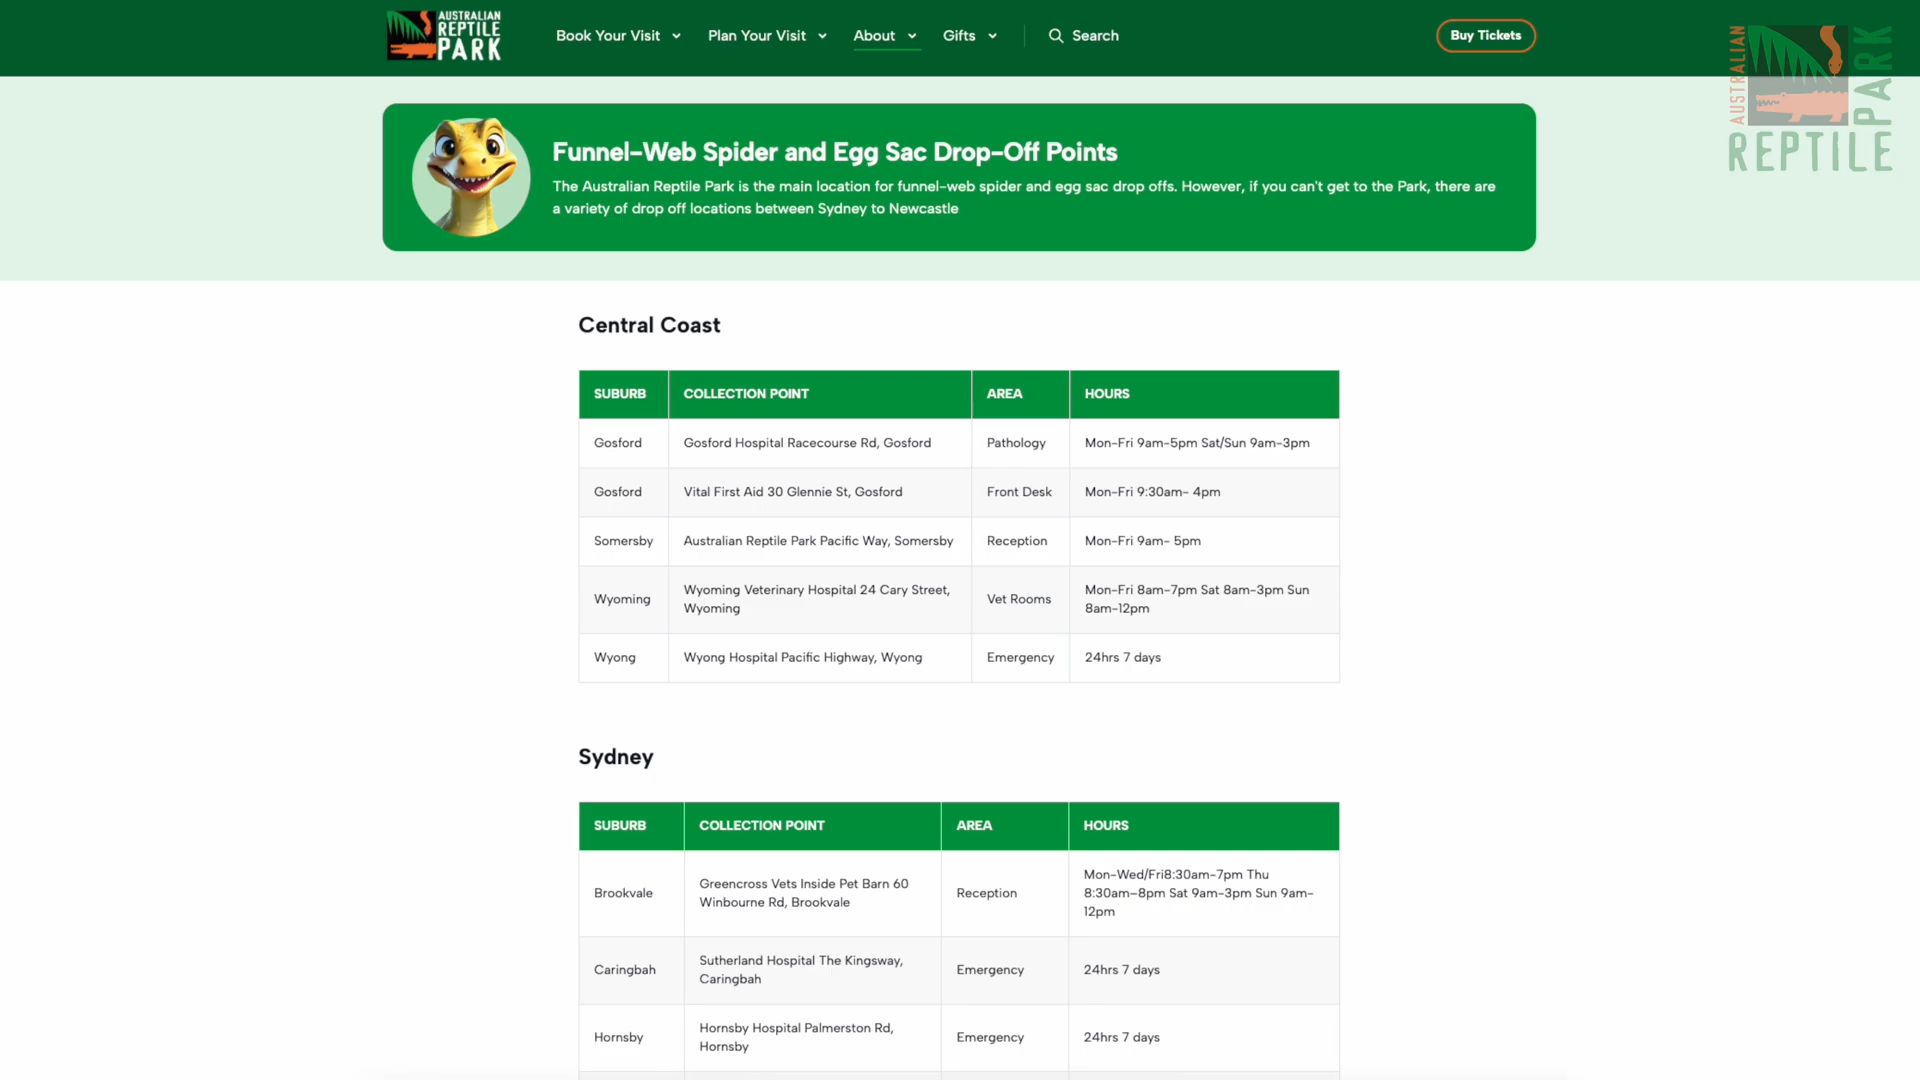 AUSTRALIAN
REPTILE
PARK
Book Your Visit
Plan Your Visit
About
Gifts
Search
Buy Tickets
AUSTRALIAN
PARK
REPTILE
Funnel-Web Spider and Egg Sac Drop-Off Points
The Australian Reptile Park is the main location for funnel-web spider and egg sac drop offs. However, if you can't get to the Park, there are
a variety of drop off locations between Sydney to Newcastle
Central Coast
SUBURB COLLECTION POINT AREA HOURS
Gosford Gosford Hospital Racecourse Rd, Gosford Pathology Mon-Fri 9am-5pm Sat/Sun 9am-3pm
Gosford Vital First Aid 30 Glennie St, Gosford Front Desk Mon-Fri 9:30am- 4pm
Somersby Australian Reptile Park Pacific Way, Somersby Reception Mon-Fri 9am- 5pm
Wyoming Wyoming Veterinary Hospital 24 Cary Street,
Wyoming Vet Rooms Mon-Fri 8am-7pm Sat 8am-3pm Sun
8am-12pm
Wyong Wyong Hospital Pacific Highway, Wyong Emergency 24hrs 7 days
Sydney
SUBURB COLLECTION POINT AREA HOURS
Brookvale Greencross Vets Inside Pet Barn 60
Winbourne Rd, Brookvale Reception Mon-Wed/Fri8:30am-7pm Thu
8:30am–8pm Sat 9am-3pm Sun 9am-
12pm
Caringbah Sutherland Hospital The Kingsway,
Caringbah Emergency 24hrs 7 days
Hornsby Hornsby Hospital Palmerston Rd,
Hornsby Emergency 24hrs 7 days